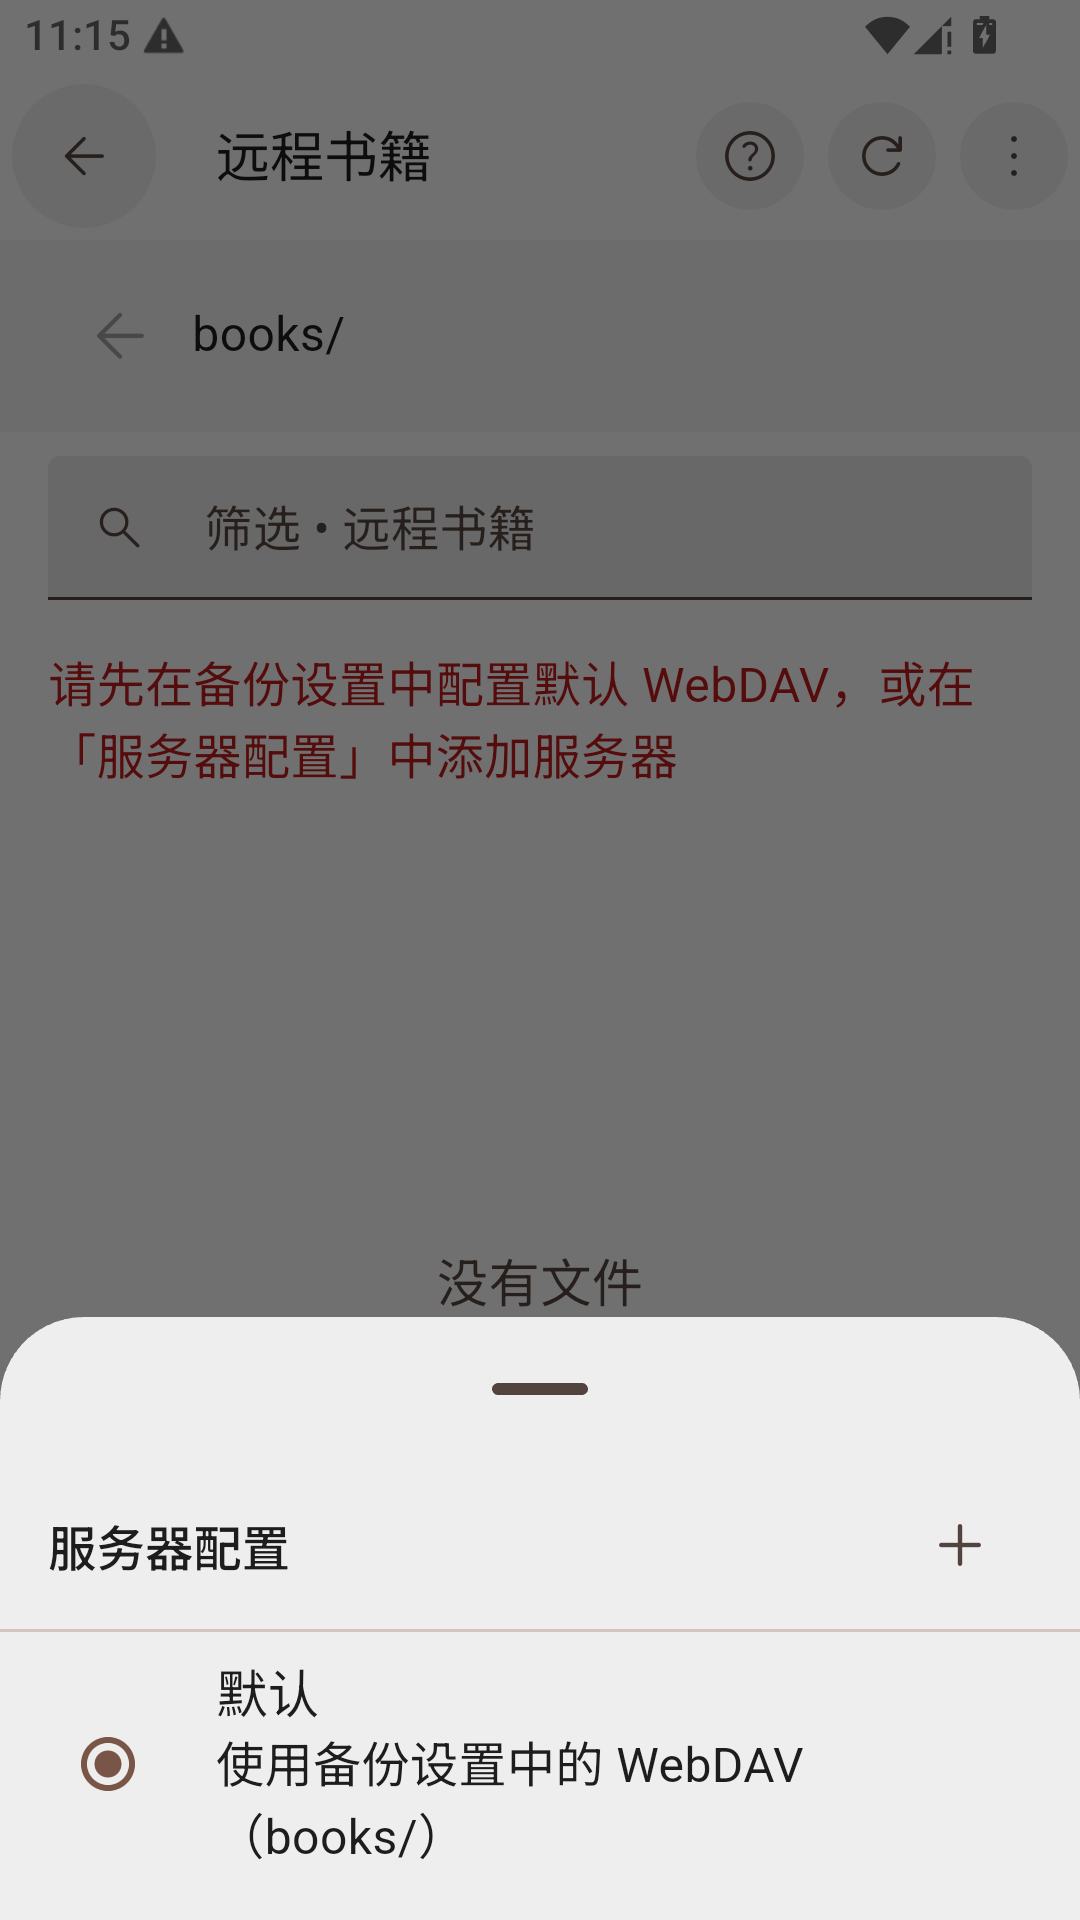 11:15
远程书籍
books/
筛选 • 远程书籍
请先在备份设置中配置默认 WebDAV，或在
「服务器配置」中添加服务器
没有文件
服务器配置
默认
使用备份设置中的 WebDAV
（books/）